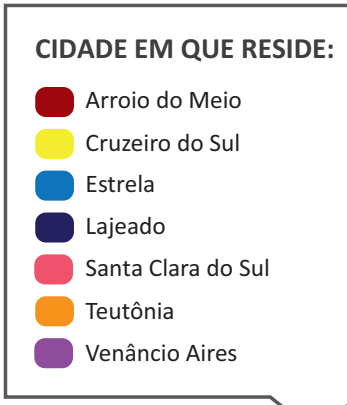 CIDADE EM QUE RESIDE:
Arroio do Meio
Cruzeiro do Sul
Estrela
Lajeado
Santa Clara do Sul
Teutônia
Venâncio Aires